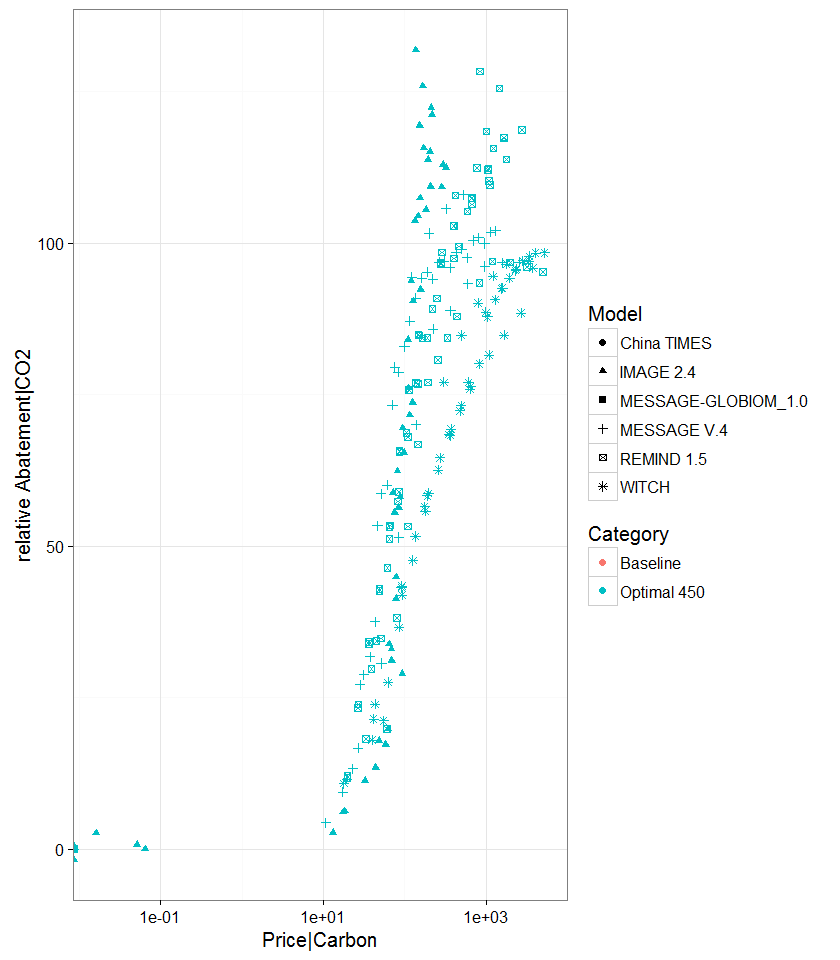 100
50
0
relative Abatement|CO2
1e-01
1e+01
1e+03
Price|Carbon
Model
China TIMES
IMAGE 2.4
MESSAGE-GLOBIOM_1.0
MESSAGE V.4
REMIND 1.5
WITCH
Category
Baseline
Optimal 450